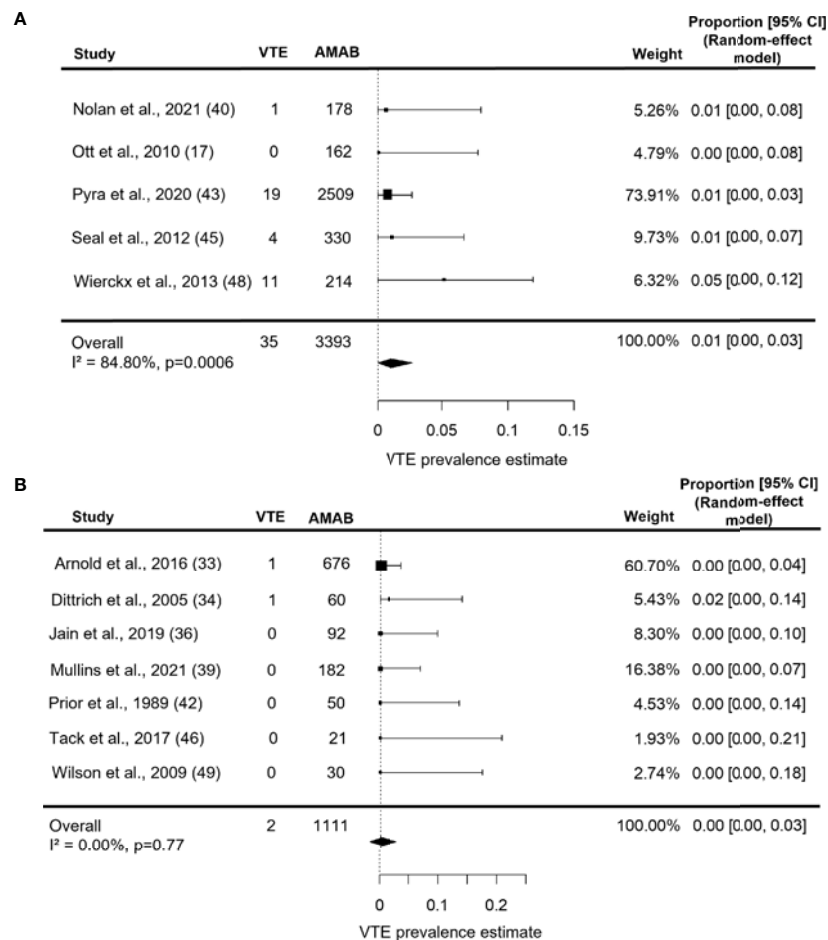 A
Proportion [95% CI]
(Random-effect
model)
Study VTE AMAB Weight
Nolan et al., 2021 (40) 1 178 5.26% 0.01 [0.00, 0.08]
Ott et al., 2010 (17) 0 162 4.79% 0.00 [0.00, 0.08]
Pyra et al., 2020 (43) 19 2509 73.91% 0.01 [0.00, 0.03]
Seal et al., 2012 (45) 4 330 9.73% 0.01 [0.00, 0.07]
Wierckx et al., 2013 (48) 11 214 6.32% 0.05 [0.00, 0.12]
Overall 35 3393 100.00% 0.01 [0.00, 0.03]
I² = 84.80%, p=0.0006
0 0.05 0.1 0.15
VTE prevalence estimate
B
Proportion [95% CI]
(Random-effect
model)
Study VTE AMAB Weight
Arnold et al., 2016 (33) 1 676 60.70% 0.00 [0.00, 0.04]
Dittrich et al., 2005 (34) 1 60 5.43% 0.02 [0.00, 0.14]
Jain et al., 2019 (36) 0 92 8.30% 0.00 [0.00, 0.10]
Mullins et al., 2021 (39) 0 182 16.38% 0.00 [0.00, 0.07]
Prior et al., 1989 (42) 0 50 4.53% 0.00 [0.00, 0.14]
Tack et al., 2017 (46) 0 21 1.93% 0.00 [0.00, 0.21]
Wilson et al., 2009 (49) 0 30 2.74% 0.00 [0.00, 0.18]
Overall 2 1111 100.00% 0.00 [0.00, 0.03]
I² = 0.00%, p=0.77
0 0.1 0.2
VTE prevalence estimate